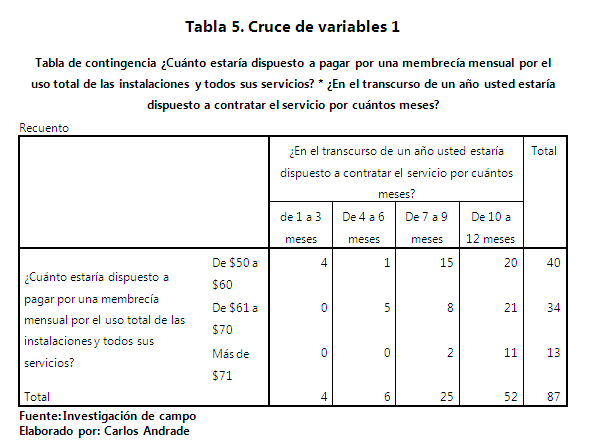 Tabla 5. Cruce de variables 1
Tabla de contingencia ¿Cuánto estaría dispuesto a pagar por una membrecía mensual por el
uso total de las instalaciones y todos sus servicios? * ¿En el transcurso de un año usted estaría
dispuesto a contratar el servicio por cuántos meses?
Recuento
¿En el transcurso de un año usted estaría
dispuesto a contratar el servicio por cuántos
meses?
Total
de 1 a 3
meses
De 4 a 6
meses
De 7 a 9
meses
De 10 a
12 meses
¿Cuánto estaría dispuesto a
pagar por una membrecía
mensual por el uso total de las
instalaciones y todos sus
servicios?
De $50 a
$60
4 1 15 20 40
De $61 a
$70
0 5 8 21 34
Más de
$71
0 0 2 11 13
Total 4 6 25 52 87
Fuente: Investigación de campo
Elaborado por: Carlos Andrade